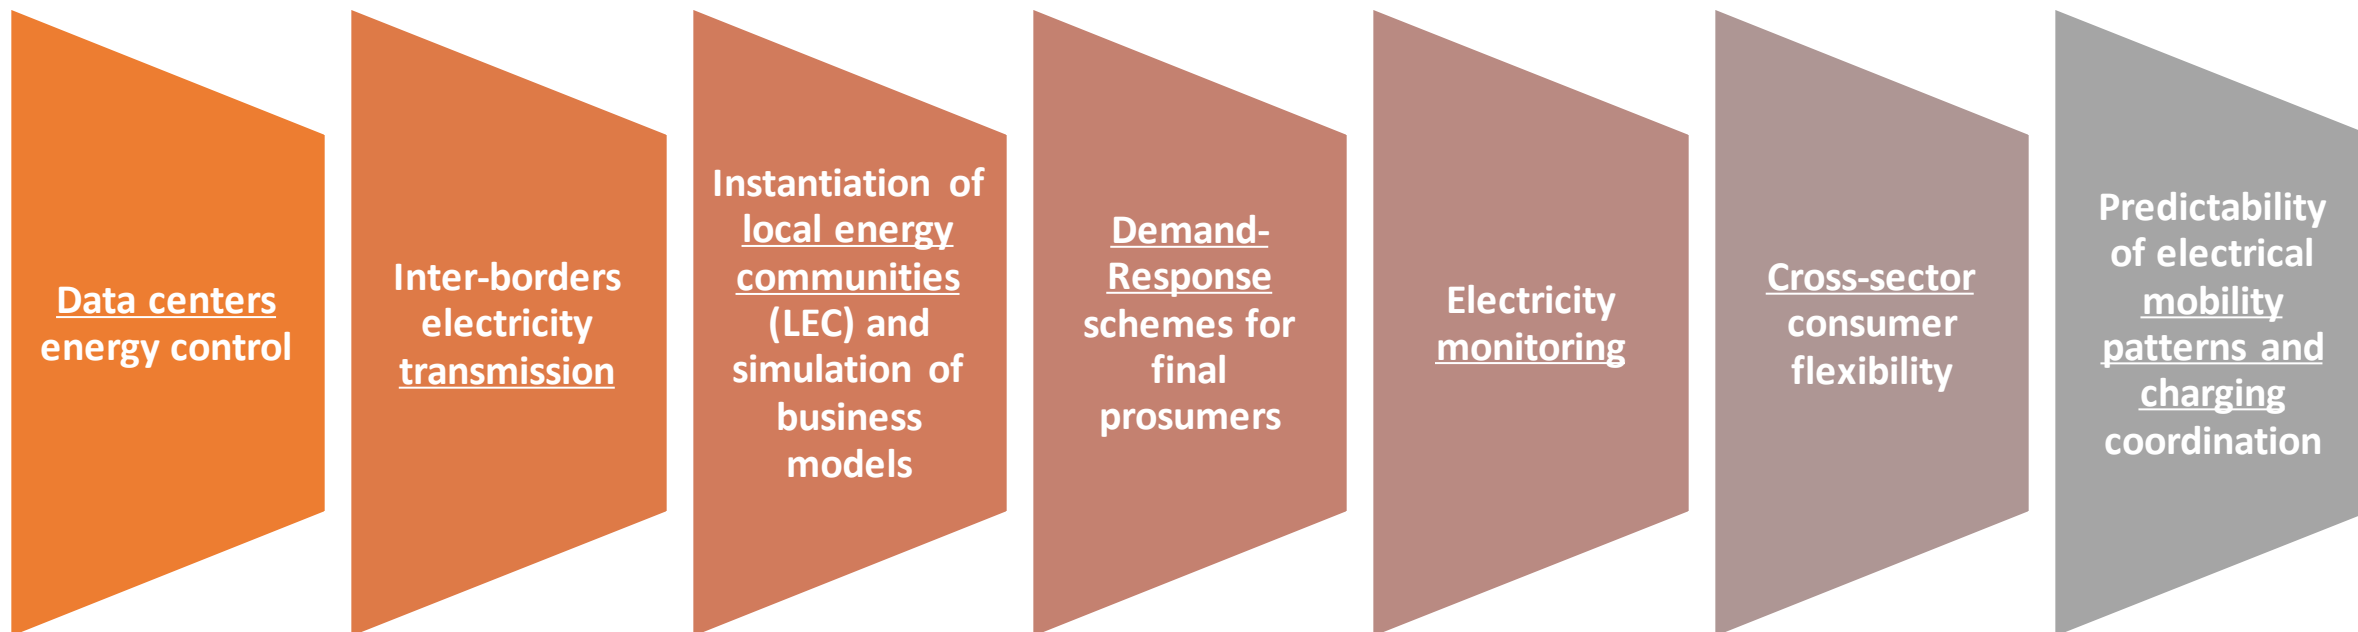 Data centers
energy control
Inter-borders
electricity
transmission
Instantiation of
local energy
communities
(LEC) and
simulation of
business
models
Demand-
Response
schemes for
final
prosumers
Electricity
monitoring
Cross-sector
consumer
flexibility
Predictability
of electrical
mobility
patterns and
charging
coordination